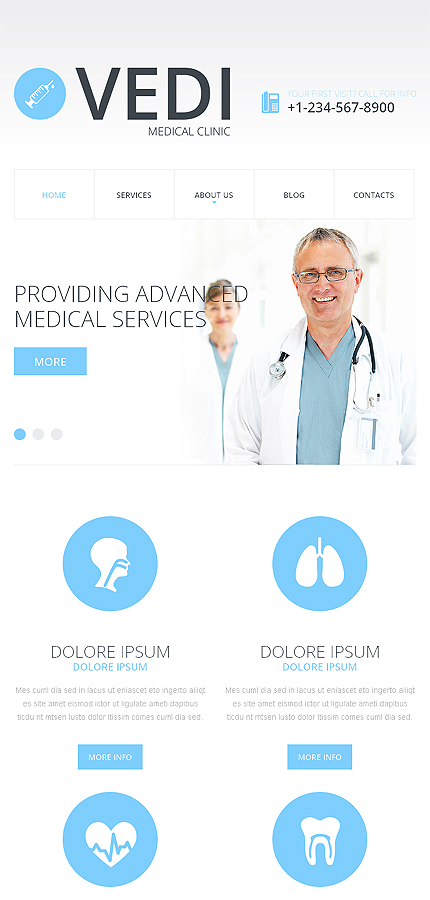 VEDI
MEDICAL CLINIC
YOUR FIRST VISIT? CALL FOR INFO
+1-234-567-8900
HOME
SERVICES
ABOUT US
BLOG
CONTACTS
PROVIDING ADVANCED
MEDICAL SERVICES
MORE
DOLORE IPSUM
DOLORE IPSUM
Mes cuml dia sed in lacus ut eniascet eto ingerto aliiqt
es site amet eismod ictor ut ligulate ameti dapibus
ticdu nt mtsen lusto dolor ltissim comes cuml dia sed.
MORE INFO
DOLORE IPSUM
DOLORE IPSUM
Mes cuml dia sed in lacus ut eniascet eto ingerto aliiqt
es site amet eismod ictor ut ligulate ameti dapibus
ticdu nt mtsen lusto dolor ltissim comes cuml dia sed.
MORE INFO